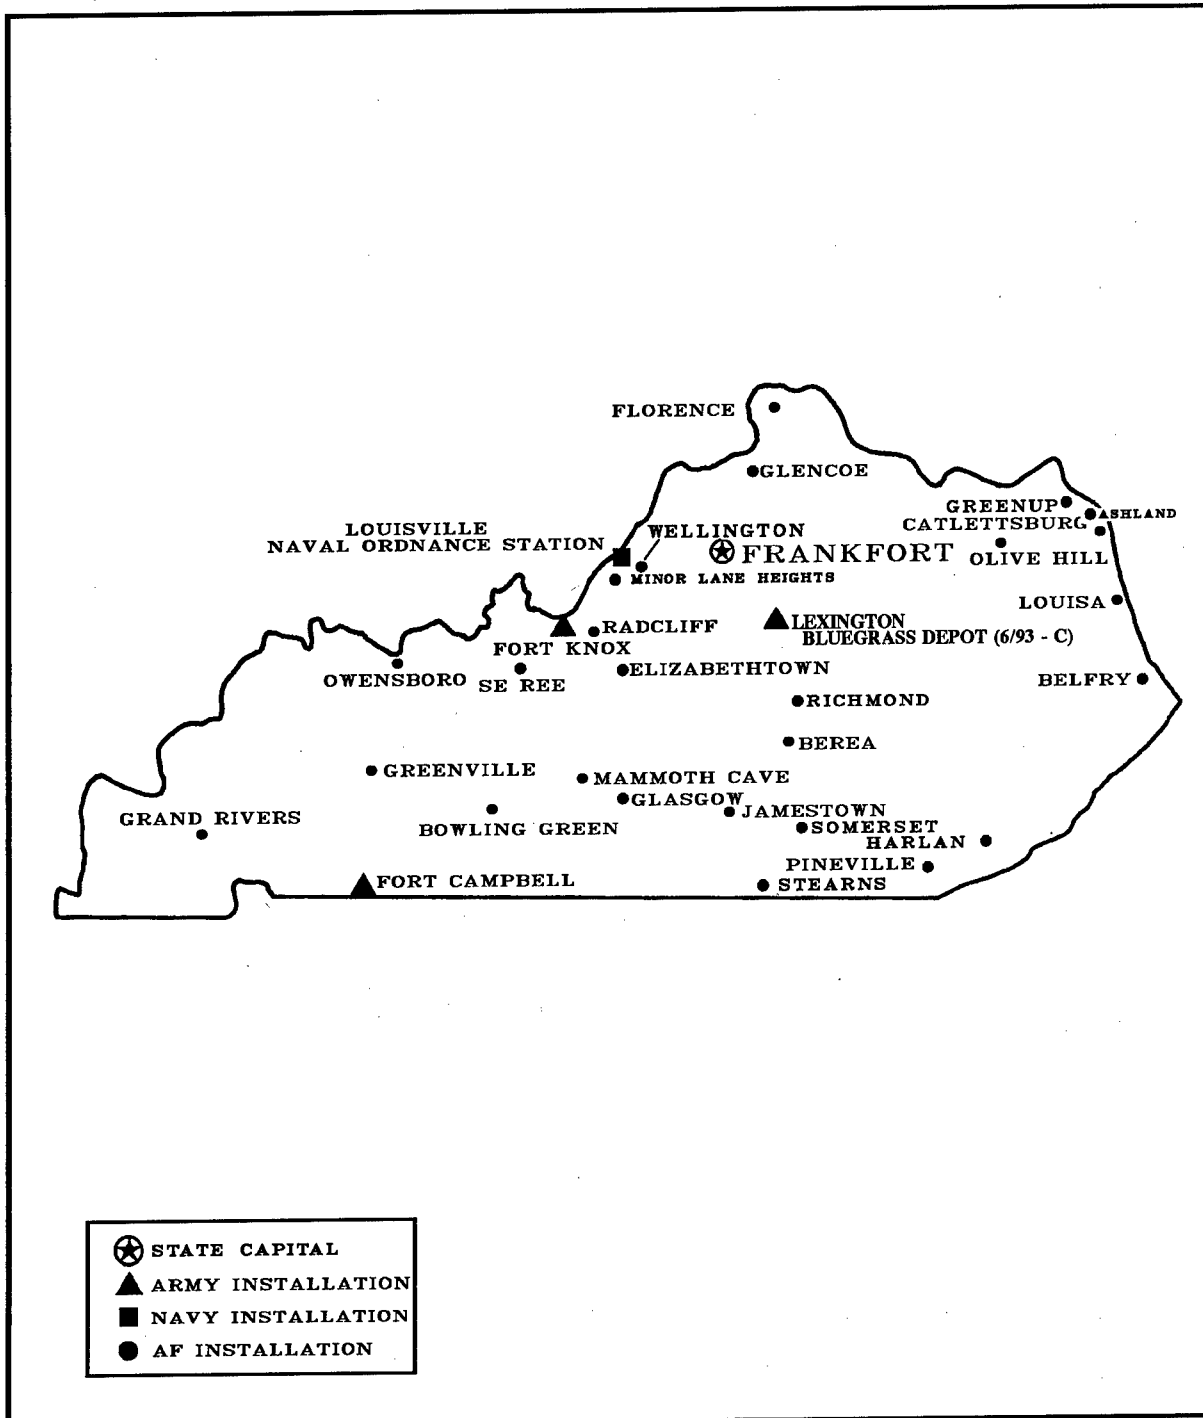 FLORENCE
GLENCOE
GREENUP
ASHLAND
CATLETTSBURG
LOUISVILLE
NAVAL ORDNANCE STATION
WELLINGTON
FRANKFORT
OLIVE HILL
MINOR LANE HEIGHTS
LOUISA
RADCLIFF
LEXINGTON
BLUEGRASS DEPOT (6/93 - C)
FORT KNOX
OWENSBORO
SE REE
ELIZABETHTOWN
BELFRY
RICHMOND
BEREA
GREENVILLE
MAMMOTH CAVE
GLASGOW
JAMESTOWN
GRAND RIVERS
BOWLING GREEN
SOMERSET
HARLAN
PINEVILLE
FORT CAMPBELL
STEARNS
STATE CAPITAL
ARMY INSTALLATION
NAVY INSTALLATION
AF INSTALLATION